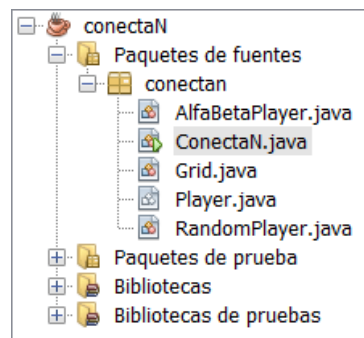 conectaN
Paquetes de fuentes
conectan
AlfaBetaPlayer.java
ConectaN.java
Grid.java
Player.java
RandomPlayer.java
Paquetes de prueba
Bibliotecas
Bibliotecas de pruebas